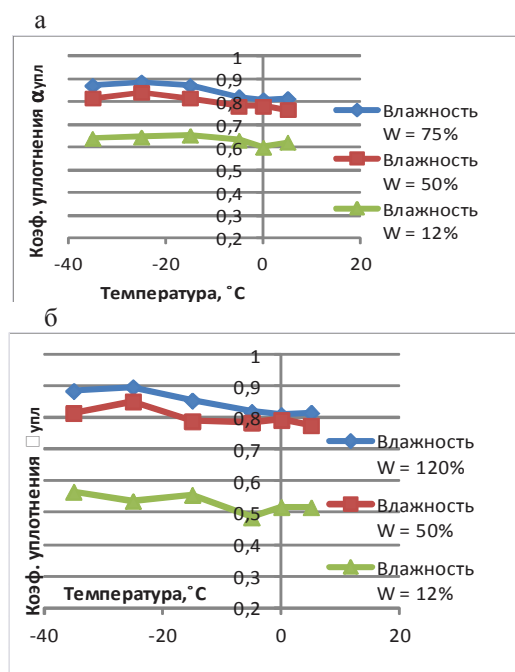 а
1
0,9
0,8
0,7
0,6
0,5
0,4
0,3
0,2
-40
-20
0
20
Коэф. уплотнения αупл
Температура, ˚С
Влажность
W = 75%
Влажность
W = 50%
Влажность
W = 12%
б
1
0,9
0,8
0,7
0,6
0,5
0,4
0,3
0,2
-40
-20
0
20
Коэф. уплотнения □упл
Температура,˚С
Влажность
W = 120%
Влажность
W = 50%
Влажность
W = 12%